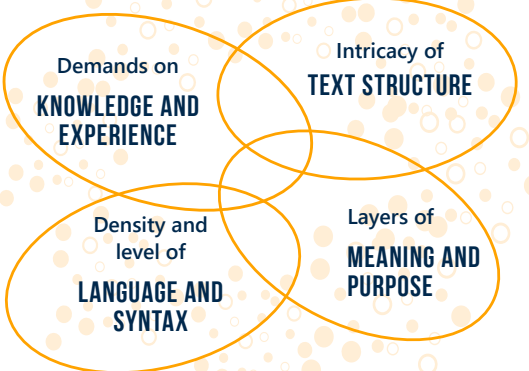 Demands on
KNOWLEDGE AND
EXPERIENCE
Intricacy of
TEXT STRUCTURE
Density and
level of
LANGUAGE AND
SYNTAX
Layers of
MEANING AND
PURPOSE